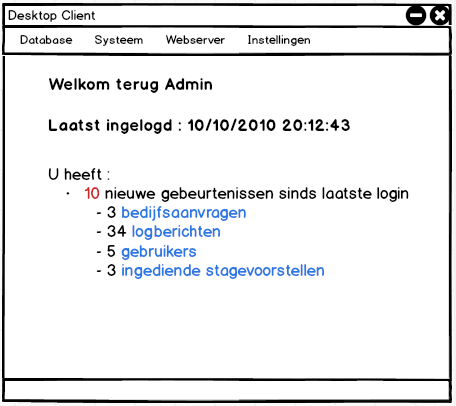 Desktop Client
Database Systeem Webserver Instellingen
Welkom terug Admin
Laatst ingelogd : 10/10/2010 20:12:43
U heeft :
· 10 nieuwe gebeurtenissen sinds laatste login
- 3 bedijfsaanvragen
- 34 logberichten
- 5 gebruikers
- 3 ingediende stagevoorstellen